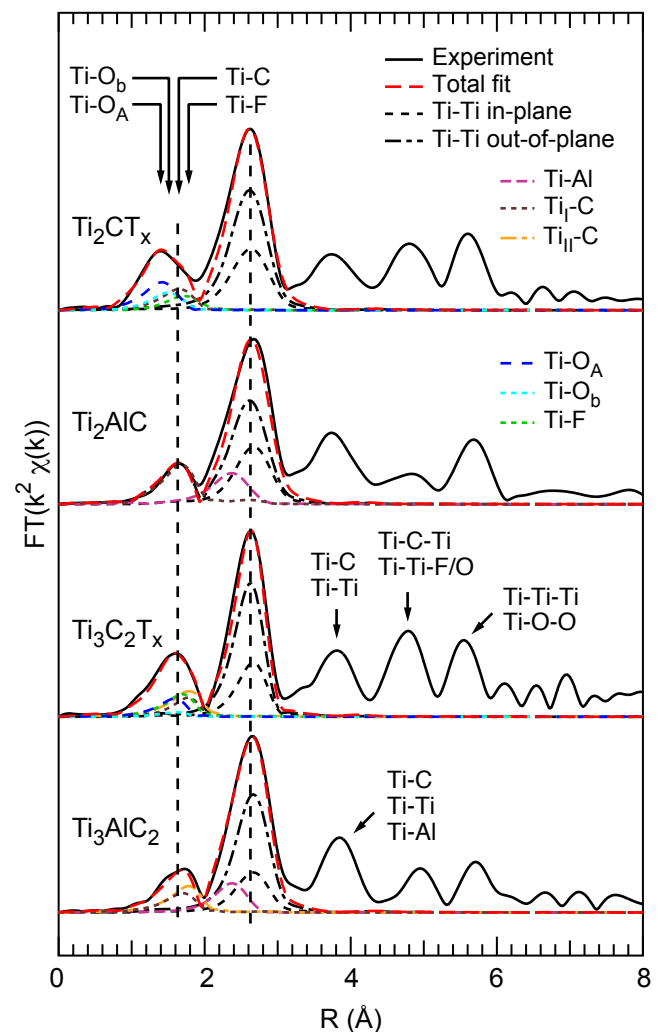 Ti-O_b
Ti-O_A
Ti-C
Ti-F
Experiment
Total fit
Ti-Ti in-plane
Ti-Ti out-of-plane
Ti-Al
Ti_I-C
Ti_II-C
Ti_2CT_x
Ti_2AlC
Ti-O_A
Ti-O_b
Ti-F
FT(k^2 χ(k))
Ti_3C_2T_x
Ti-C
Ti-Ti
Ti-C-Ti
Ti-Ti-F/O
Ti-Ti-Ti
Ti-O-O
Ti_3AlC_2
Ti-C
Ti-Ti
Ti-Al
0 2 4 6 8
R (Å)